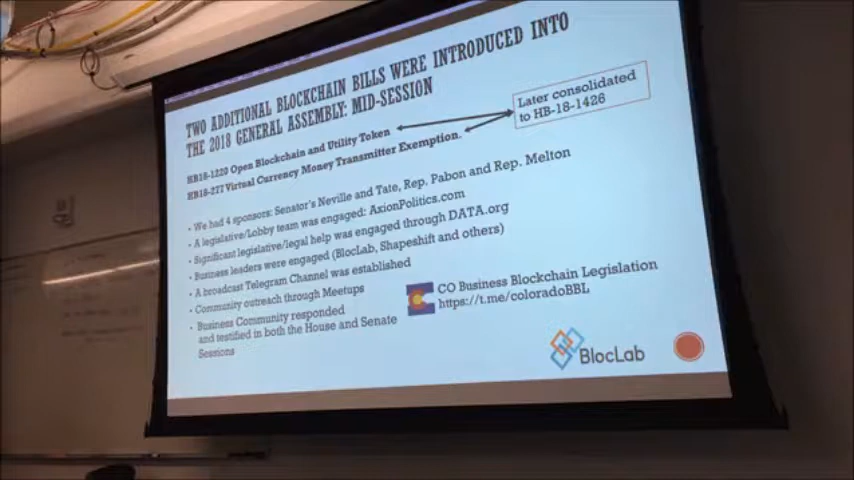 TWO ADDITIONAL BLOCKCHAIN BILLS WERE INTRODUCED INTO
THE 2018 GENERAL ASSEMBLY: MID-SESSION
HB18-1220 Open Blockchain and Utility Token
HB18-277 Virtual Currency Money Transmitter Exemption.
Later consolidated
to HB-18-1426
• We had 4 sponsors: Senator's Neville and Tate, Rep. Pabon and Rep. Melton
• A legislative/Lobby team was engaged: AxionPolitics.com
• Significant legislative/legal help was engaged through DATA.org
• Business leaders were engaged (BlocLab, Shapeshift and others)
• A broadcast Telegram Channel was established
• Community outreach through Meetups
• Business Community responded
and testified in both the House and Senate
Sessions
CO Business Blockchain Legislation
https://t.me/coloradoBBL
BlocLab